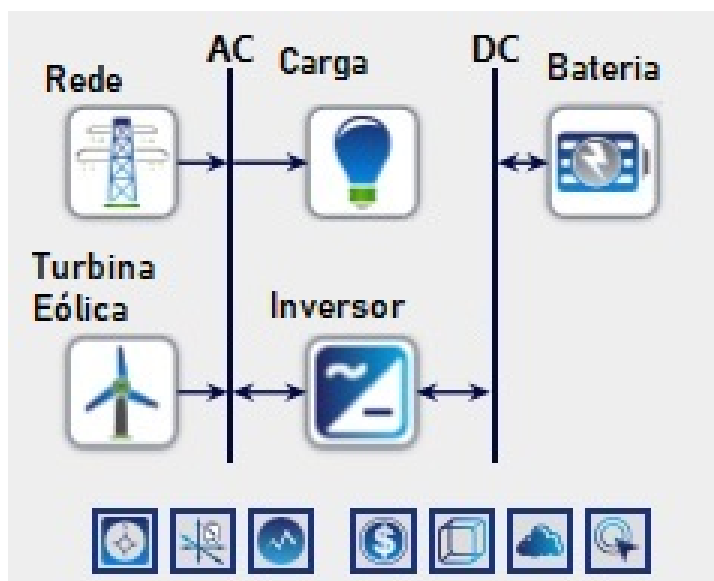 AC
DC
Rede
Carga
Bateria
Turbina
Eólica
Inversor